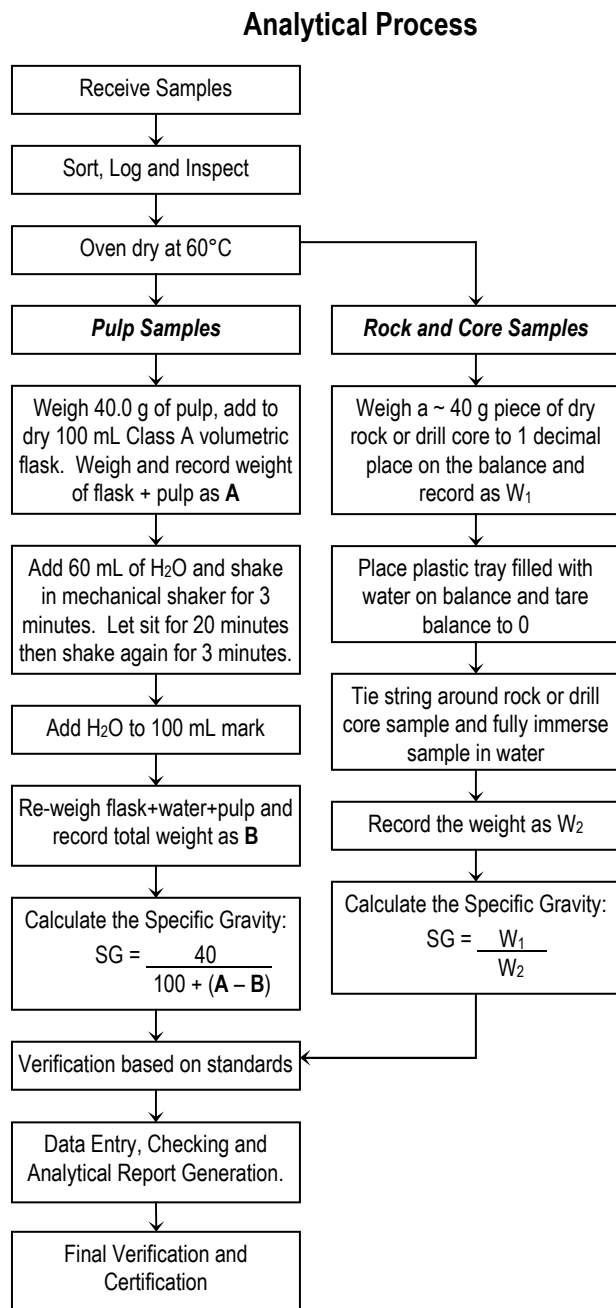 Analytical Process
Receive Samples
Sort, Log and Inspect
Oven dry at 60°C
Pulp Samples
Weigh 40.0 g of pulp, add to
dry 100 mL Class A volumetric
flask.  Weigh and record weight
of flask + pulp as A
Add 60 mL of H₂O and shake
in mechanical shaker for 3
minutes.  Let sit for 20 minutes
then shake again for 3 minutes.
Add H₂O to 100 mL mark
Re-weigh flask+water+pulp and
record total weight as B
Calculate the Specific Gravity:
SG = 40
100 + (A – B)
Rock and Core Samples
Weigh a ~ 40 g piece of dry
rock or drill core to 1 decimal
place on the balance and
record as W₁
Place plastic tray filled with
water on balance and tare
balance to 0
Tie string around rock or drill
core sample and fully immerse
sample in water
Record the weight as W₂
Calculate the Specific Gravity:
SG = W₁
W₂
Verification based on standards
Data Entry, Checking and
Analytical Report Generation.
Final Verification and
Certification